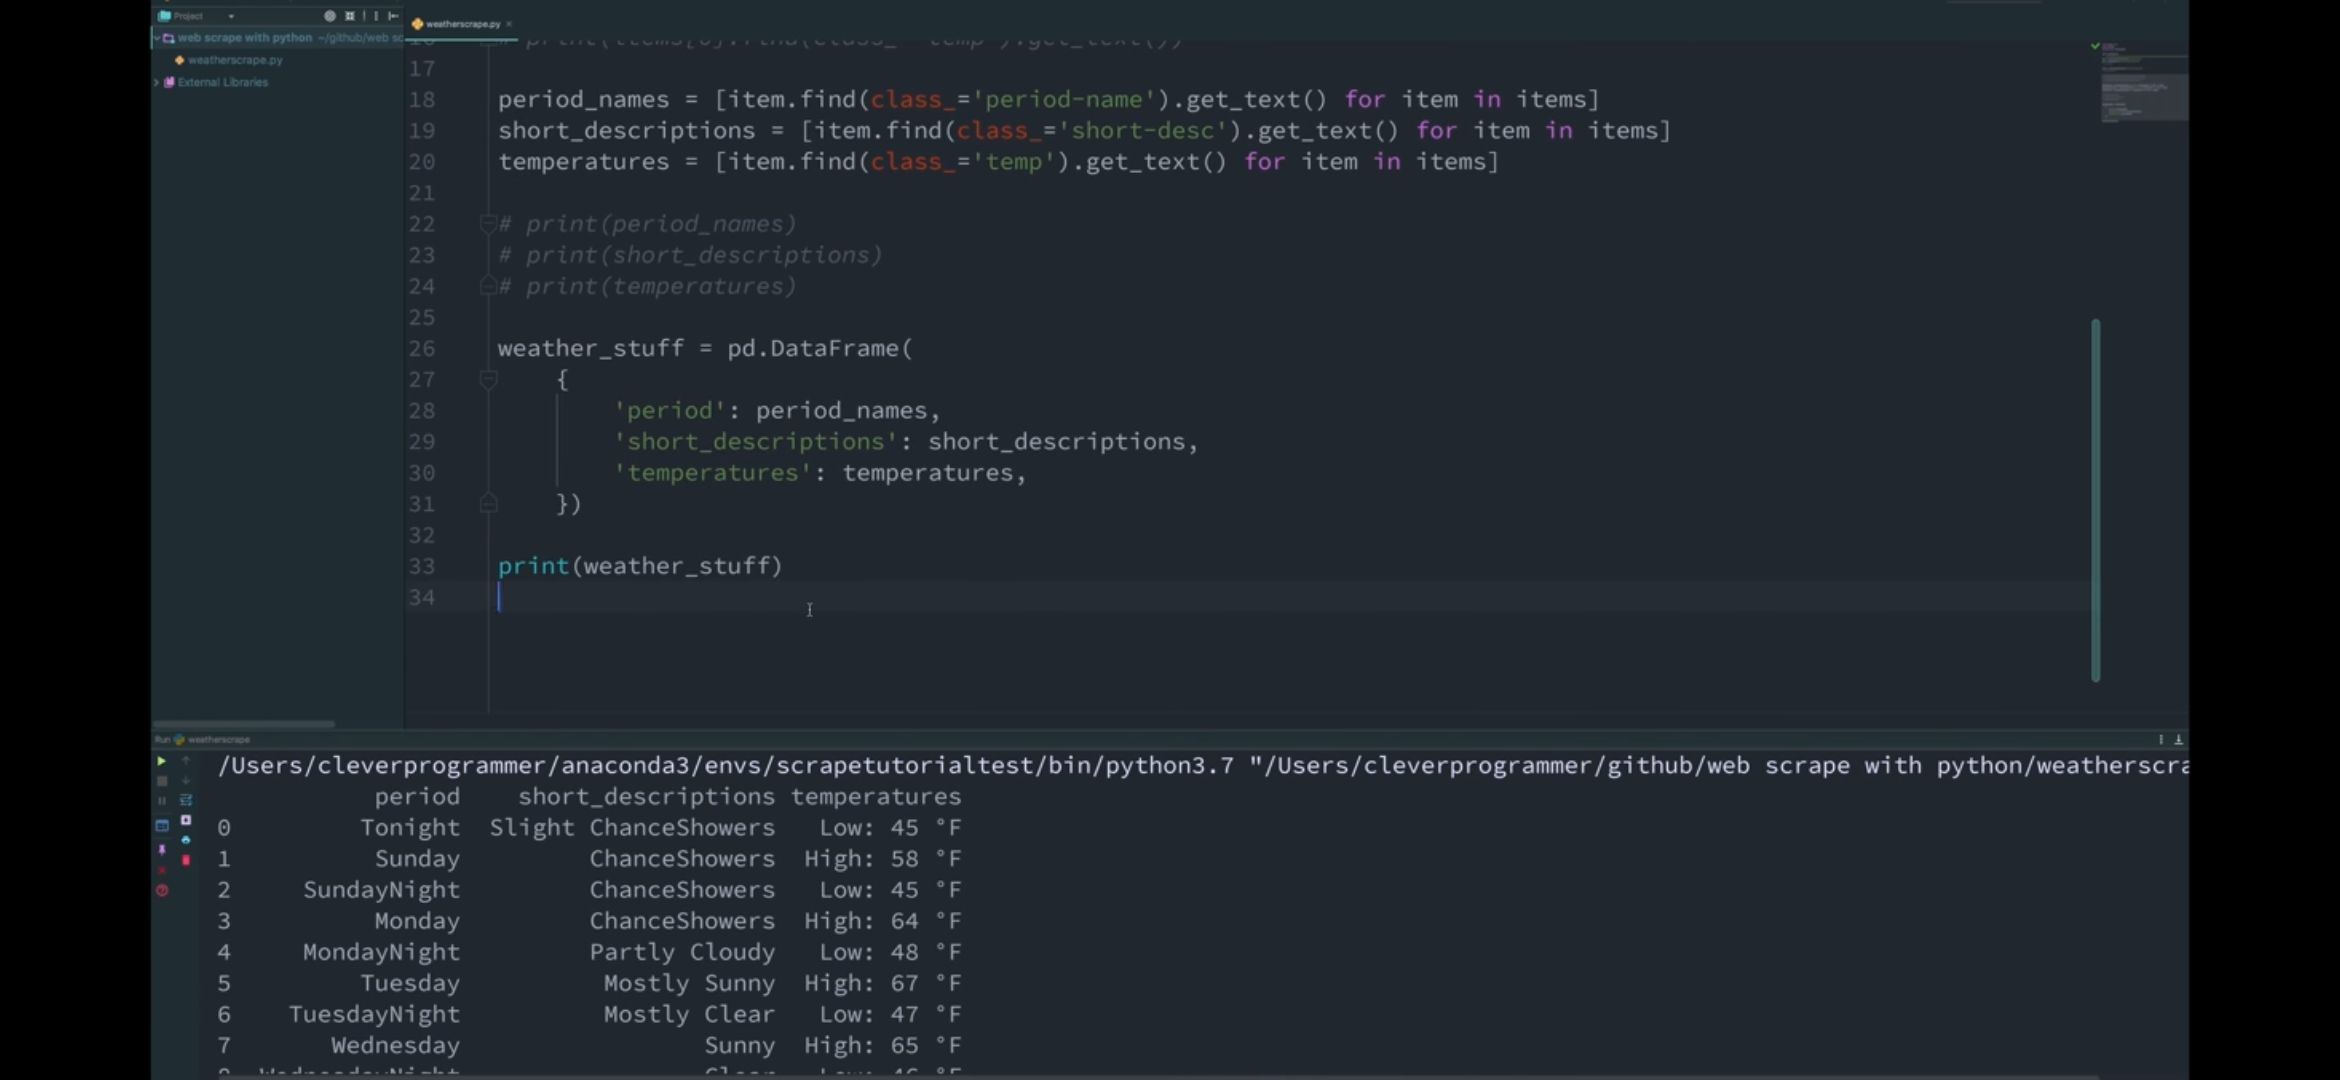 Project
weatherscrape.py
web scrape with python ~/github/web sc
weatherscrape.py
External Libraries
17
18 period_names = [item.find(class_='period-name').get_text() for item in items]
19 short_descriptions = [item.find(class_='short-desc').get_text() for item in items]
20 temperatures = [item.find(class_='temp').get_text() for item in items]
21
22 # print(period_names)
23 # print(short_descriptions)
24 # print(temperatures)
25
26 weather_stuff = pd.DataFrame(
27 {
28 'period': period_names,
29 'short_descriptions': short_descriptions,
30 'temperatures': temperatures,
31 })
32
33 print(weather_stuff)
34
Run weatherscrape
/Users/cleverprogrammer/anaconda3/envs/scrapetutorialtest/bin/python3.7 "/Users/cleverprogrammer/github/web scrape with python/weatherscra
period short_descriptions temperatures
0 Tonight Slight ChanceShowers Low: 45 °F
1 Sunday ChanceShowers High: 58 °F
2 SundayNight ChanceShowers Low: 45 °F
3 Monday ChanceShowers High: 64 °F
4 MondayNight Partly Cloudy Low: 48 °F
5 Tuesday Mostly Sunny High: 67 °F
6 TuesdayNight Mostly Clear Low: 47 °F
7 Wednesday Sunny High: 65 °F